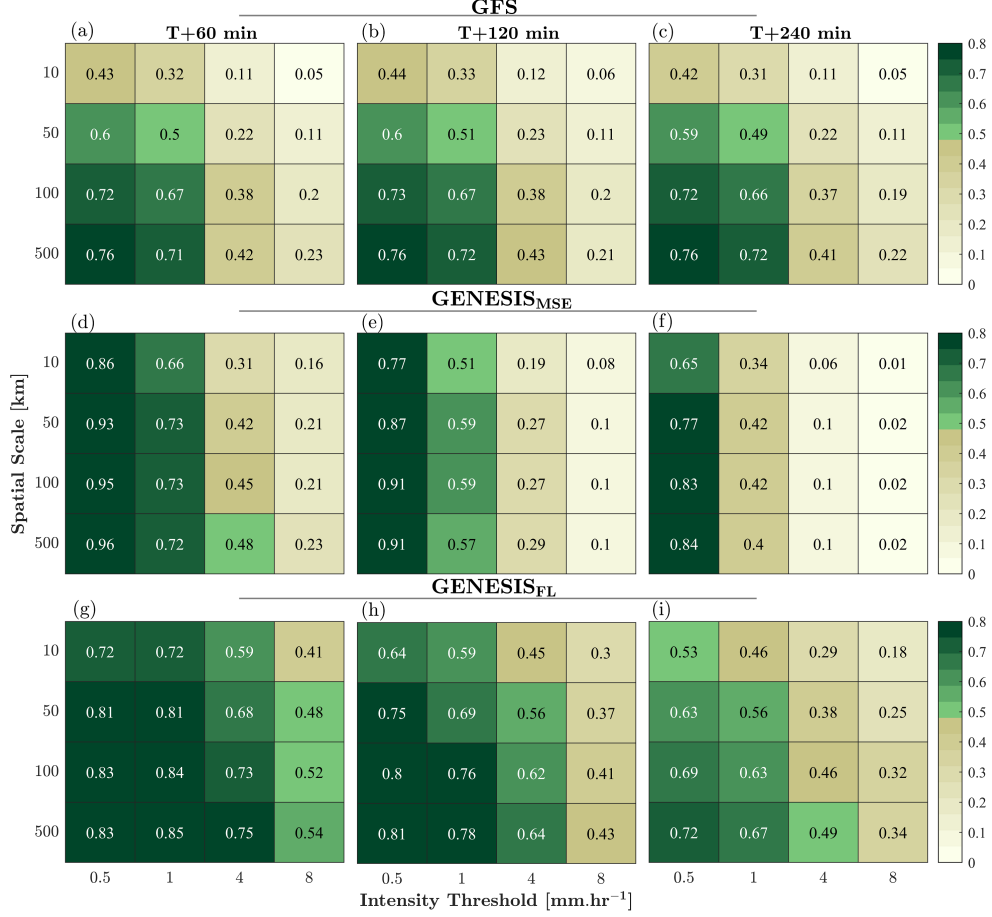 GFS
(a) T+60 min (b) T+120 min (c) T+240 min
10 0.43 0.32 0.11 0.05 0.44 0.33 0.12 0.06 0.42 0.31 0.11 0.05
50 0.6 0.5 0.22 0.11 0.6 0.51 0.23 0.11 0.59 0.49 0.22 0.11
100 0.72 0.67 0.38 0.2 0.73 0.67 0.38 0.2 0.72 0.66 0.37 0.19
500 0.76 0.71 0.42 0.23 0.76 0.72 0.43 0.21 0.76 0.72 0.41 0.22
0.8
0.7
0.6
0.5
0.4
0.3
0.2
0.1
0
GENESIS_MSE
(d) (e) (f)
10 0.86 0.66 0.31 0.16 0.77 0.51 0.19 0.08 0.65 0.34 0.06 0.01
50 0.93 0.73 0.42 0.21 0.87 0.59 0.27 0.1 0.77 0.42 0.1 0.02
100 0.95 0.73 0.45 0.21 0.91 0.59 0.27 0.1 0.83 0.42 0.1 0.02
500 0.96 0.72 0.48 0.23 0.91 0.57 0.29 0.1 0.84 0.4 0.1 0.02
0.8
0.7
0.6
0.5
0.4
0.3
0.2
0.1
0
Spatial Scale [km]
GENESIS_FL
(g) (h) (i)
10 0.72 0.72 0.59 0.41 0.64 0.59 0.45 0.3 0.53 0.46 0.29 0.18
50 0.81 0.81 0.68 0.48 0.75 0.69 0.56 0.37 0.63 0.56 0.38 0.25
100 0.83 0.84 0.73 0.52 0.8 0.76 0.62 0.41 0.69 0.63 0.46 0.32
500 0.83 0.85 0.75 0.54 0.81 0.78 0.64 0.43 0.72 0.67 0.49 0.34
0.8
0.7
0.6
0.5
0.4
0.3
0.2
0.1
0
0.5 1 4 8 0.5 1 4 8 0.5 1 4 8
Intensity Threshold [mm.hr⁻¹]